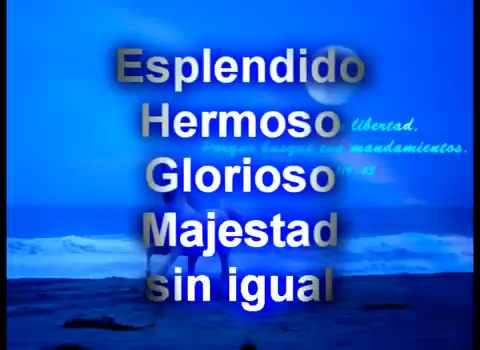 Esplendido
Hermoso
Glorioso
Majestad
sin igual
libertad.
Porque busqué tus mandamientos.